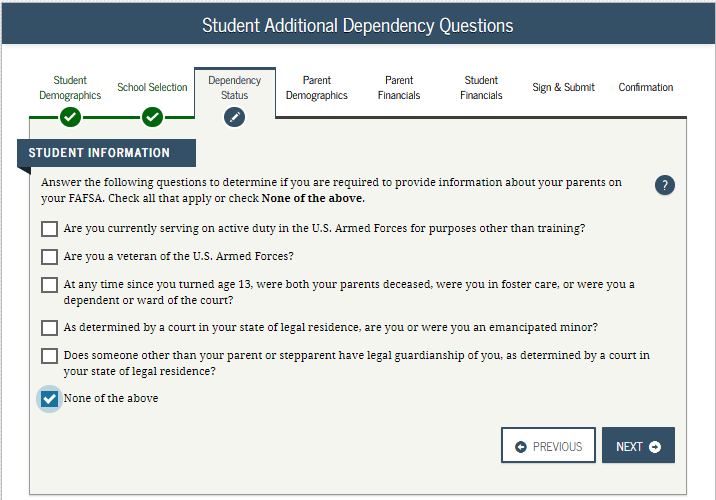 Student Additional Dependency Questions
Student
Demographics
School Selection
Dependency
Status
Parent
Demographics
Parent
Financials
Student
Financials
Sign & Submit
Confirmation
STUDENT INFORMATION
Answer the following questions to determine if you are required to provide information about your parents on
your FAFSA. Check all that apply or check None of the above.
?
Are you currently serving on active duty in the U.S. Armed Forces for purposes other than training?
Are you a veteran of the U.S. Armed Forces?
At any time since you turned age 13, were both your parents deceased, were you in foster care, or were you a
dependent or ward of the court?
As determined by a court in your state of legal residence, are you or were you an emancipated minor?
Does someone other than your parent or stepparent have legal guardianship of you, as determined by a court in
your state of legal residence?
None of the above
PREVIOUS
NEXT